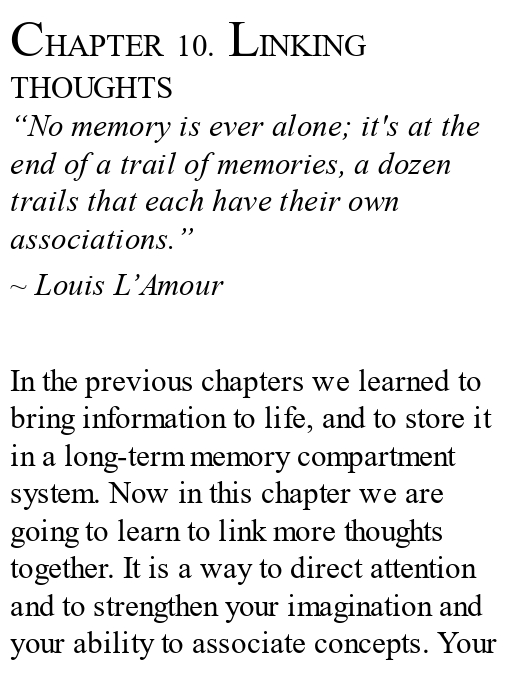 CHAPTER 10. LINKING
THOUGHTS
“No memory is ever alone; it's at the
end of a trail of memories, a dozen
trails that each have their own
associations.”
~ Louis L’Amour
In the previous chapters we learned to
bring information to life, and to store it
in a long-term memory compartment
system. Now in this chapter we are
going to learn to link more thoughts
together. It is a way to direct attention
and to strengthen your imagination and
your ability to associate concepts. Your